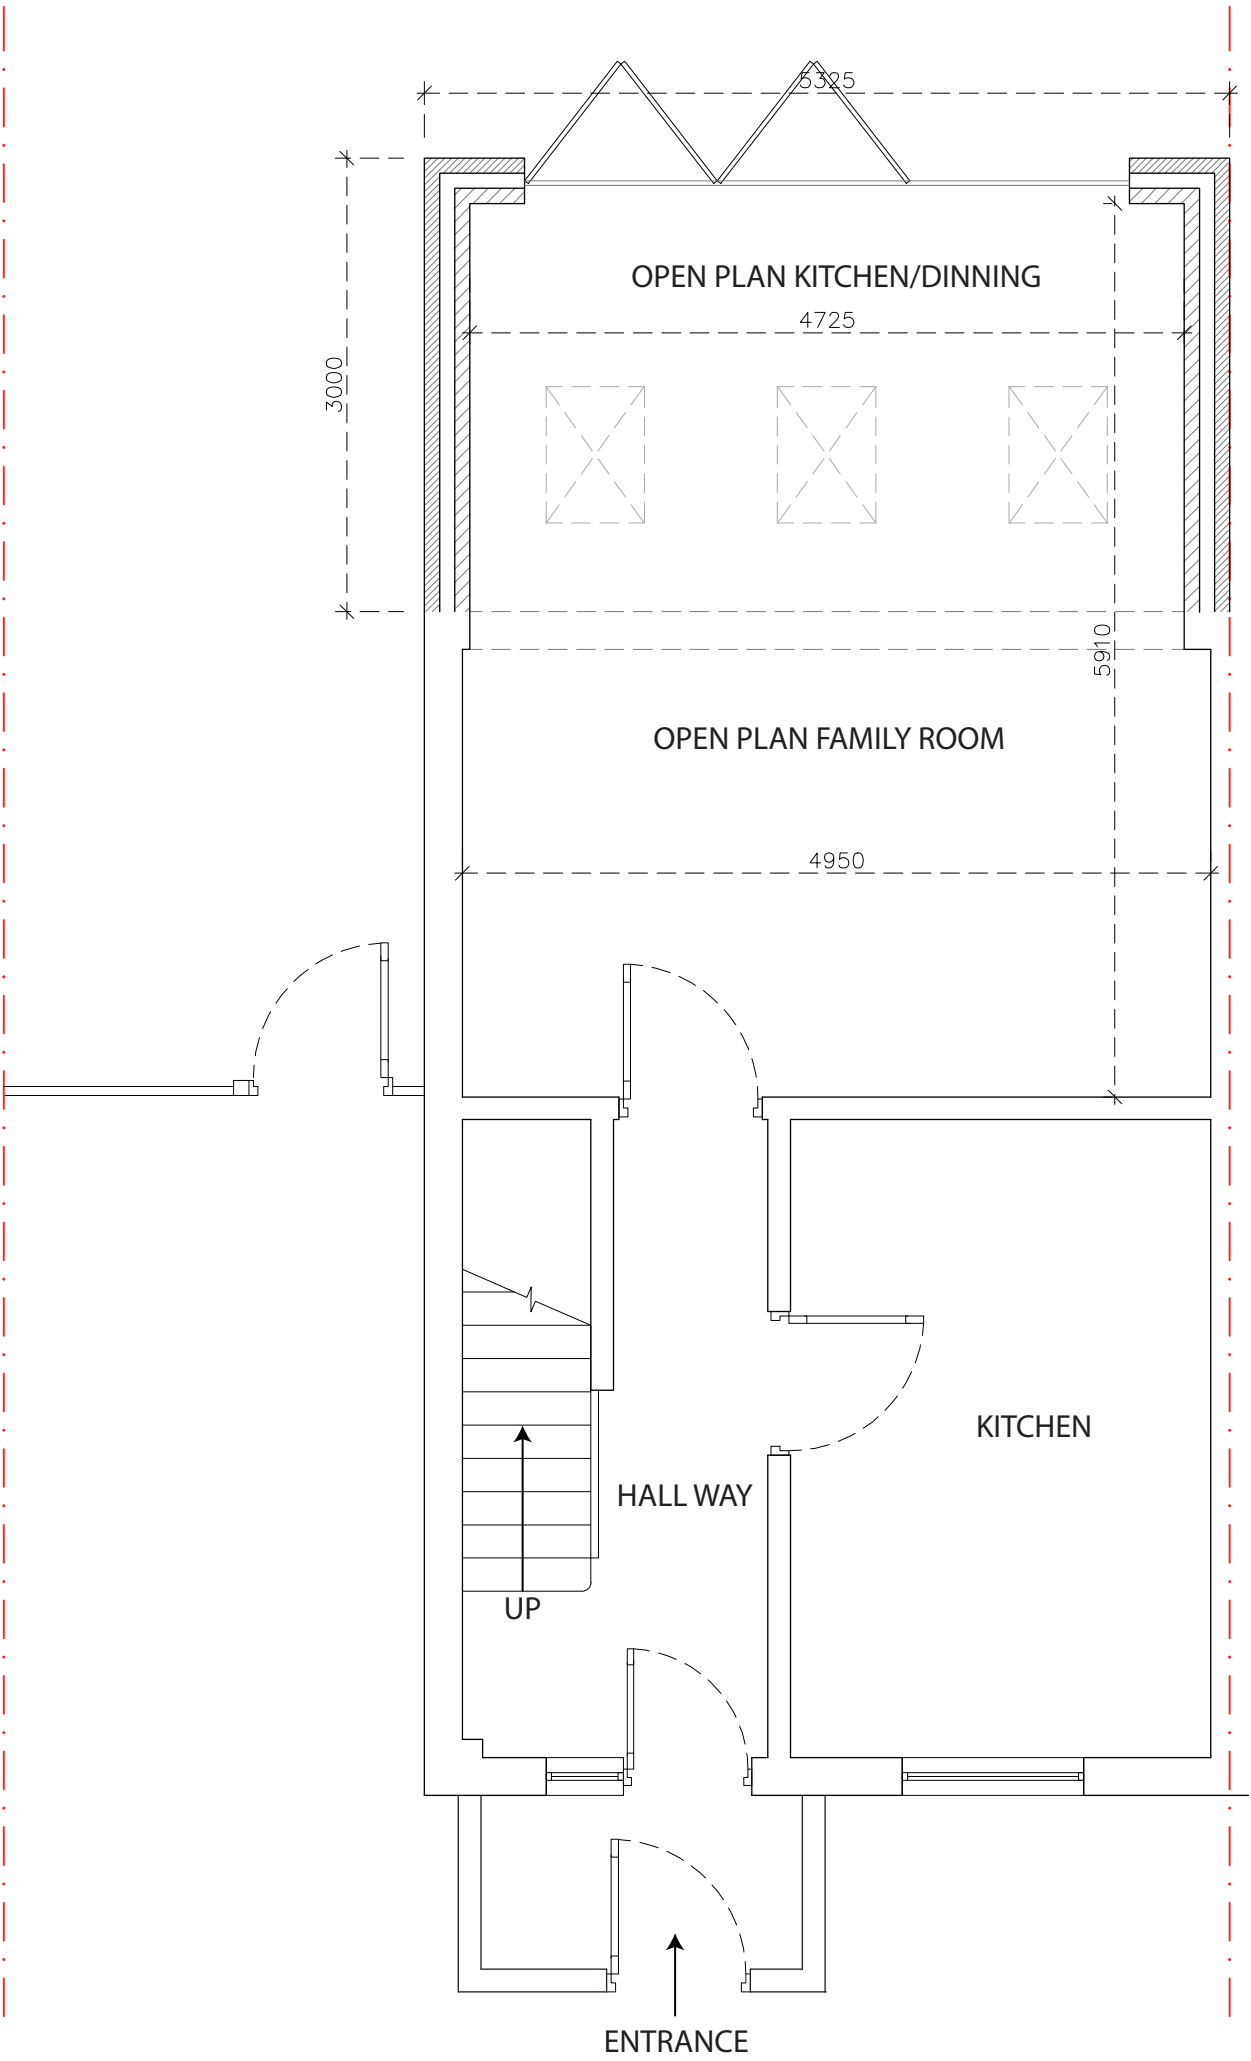 5325
OPEN PLAN KITCHEN/DINNING
4725
3000
5910
OPEN PLAN FAMILY ROOM
4950
KITCHEN
HALL WAY
UP
ENTRANCE